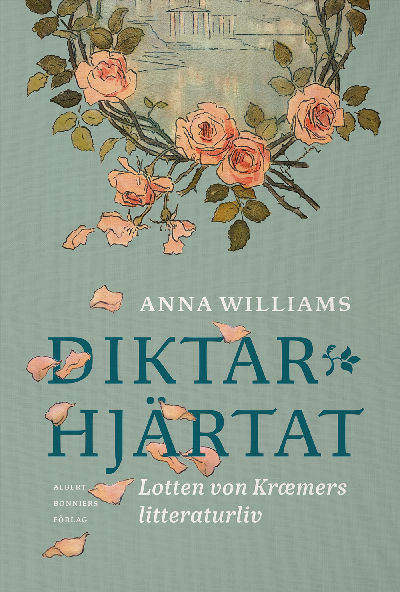 ANNA WILLIAMS
DIKTAR
HJÄRTAT
Lotten von Kræmers
litteraturliv
ALBERT
BONNIERS
FÖRLAG